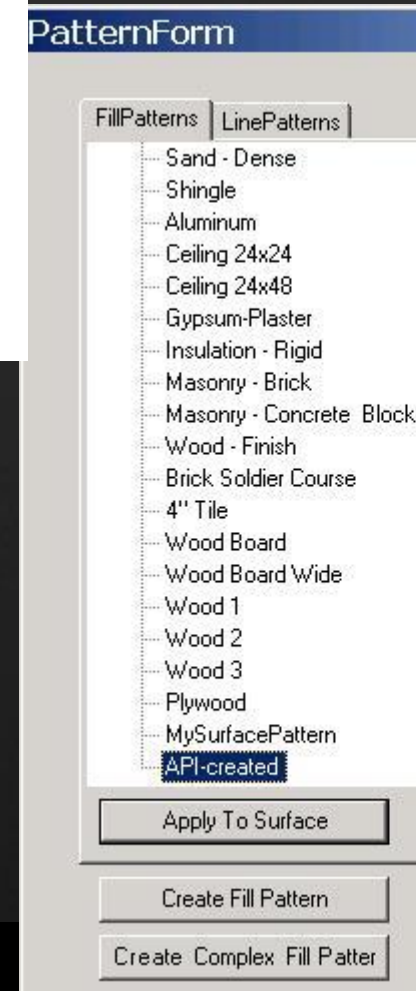 PatternForm
FillPatterns LinePatterns
Sand - Dense
Shingle
Aluminum
Ceiling 24x24
Ceiling 24x48
Gypsum-Plaster
Insulation - Rigid
Masonry - Brick
Masonry - Concrete Block
Wood - Finish
Brick Soldier Course
4" Tile
Wood Board
Wood Board Wide
Wood 1
Wood 2
Wood 3
Plywood
MySurfacePattern
API-created
Apply To Surface
Create Fill Pattern
Create Complex Fill Patter